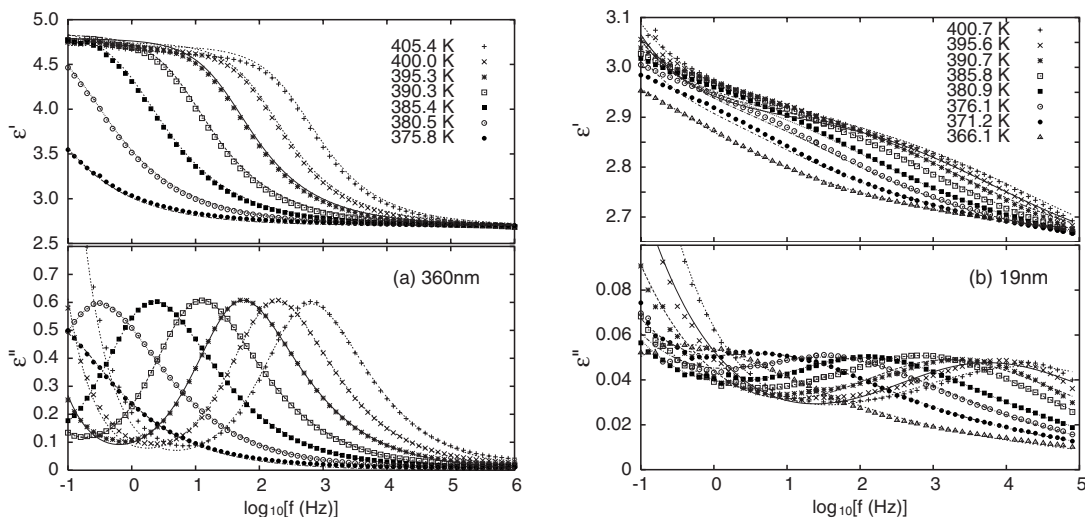 5.0
4.5
4.0
3.5
3.0
2.5
ε'
405.4 K
400.0 K
395.3 K
390.3 K
385.4 K
380.5 K
375.8 K
0.7
0.6
0.5
0.4
0.3
0.2
0.1
0
ε"
(a) 360nm
-1 0 1 2 3 4 5 6
log10[f (Hz)]
3.1
3.0
2.9
2.8
2.7
ε'
400.7 K
395.6 K
390.7 K
385.8 K
380.9 K
376.1 K
371.2 K
366.1 K
0.08
0.06
0.04
0.02
0
ε"
(b) 19nm
-1 0 1 2 3 4 5
log10[f (Hz)]